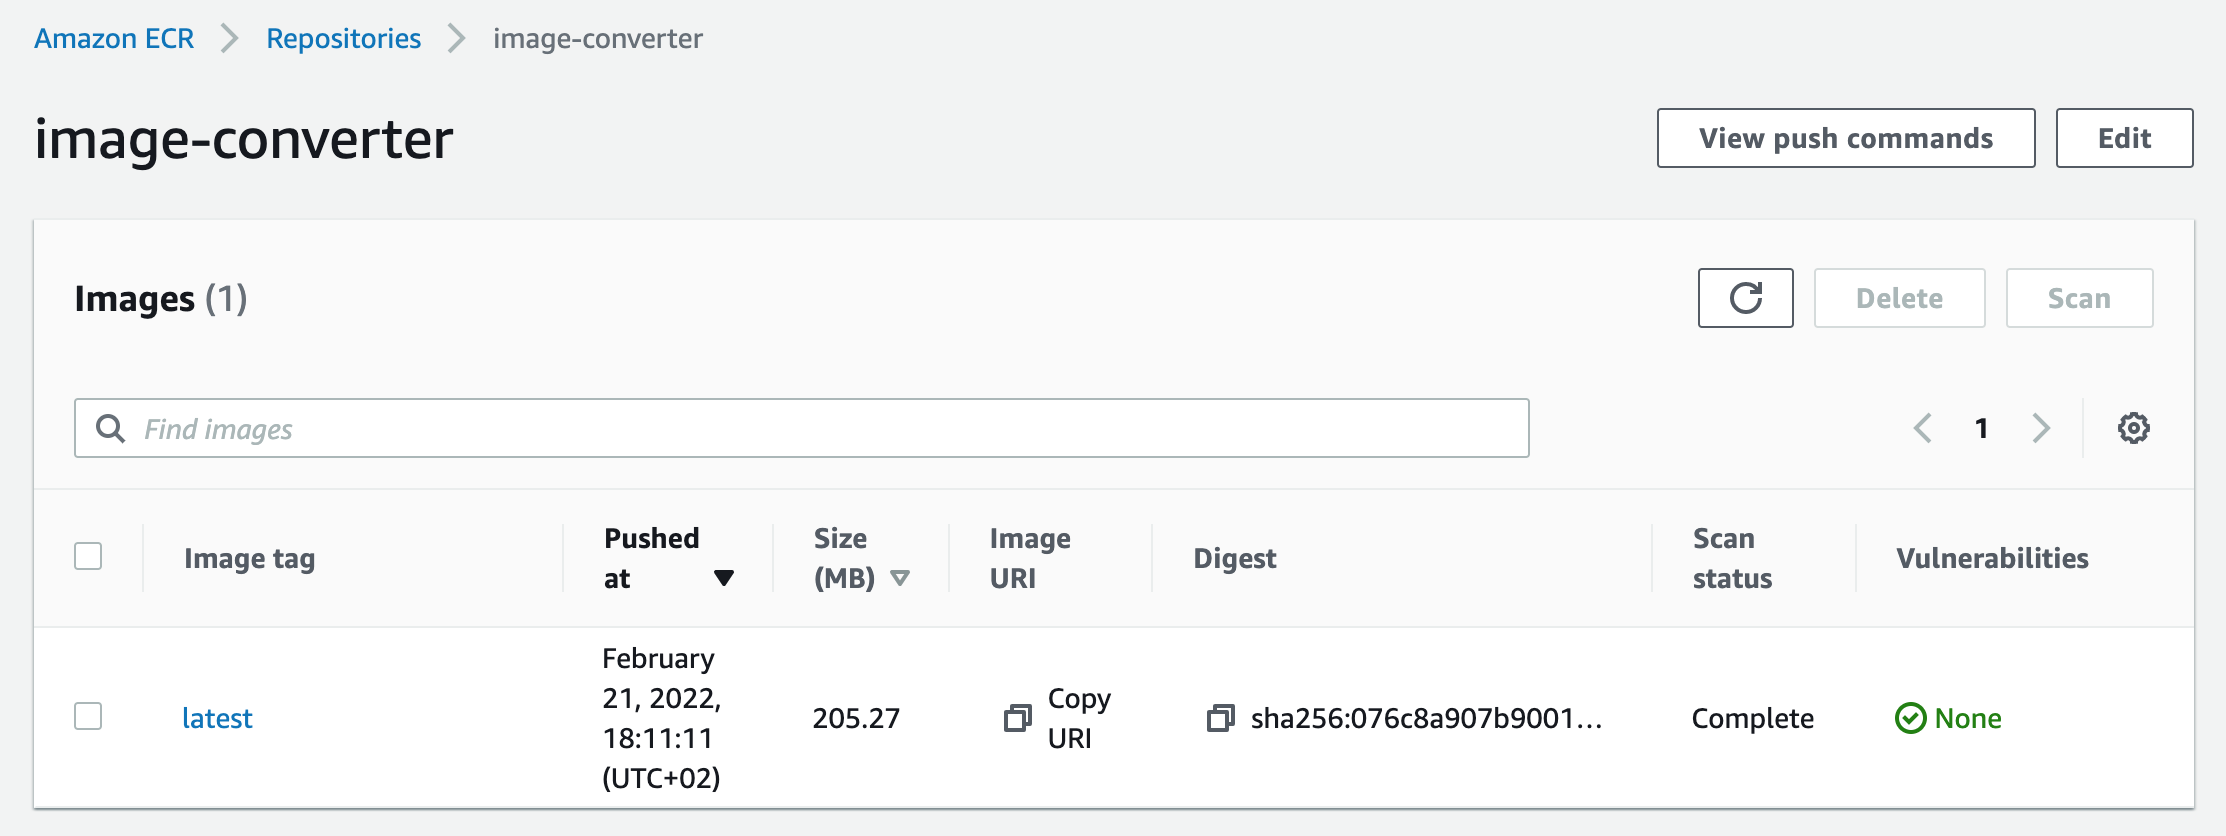 Amazon ECR > Repositories > image-converter
image-converter
View push commands
Edit
Images (1)
Delete
Scan
Find images
1
Image tag
Pushed
at
Size
(MB)
Image
URI
Digest
Scan
status
Vulnerabilities
latest
February
21, 2022,
18:11:11
(UTC+02)
205.27
Copy
URI
sha256:076c8a907b9001...
Complete
None